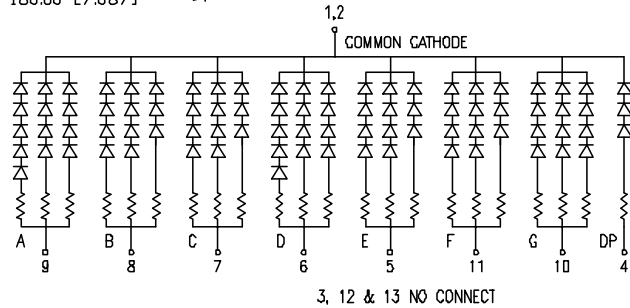 1,2
COMMON CATHODE
A B C D E F G DP
9 8 7 6 5 11 10 4
3, 12 & 13 NO CONNECT